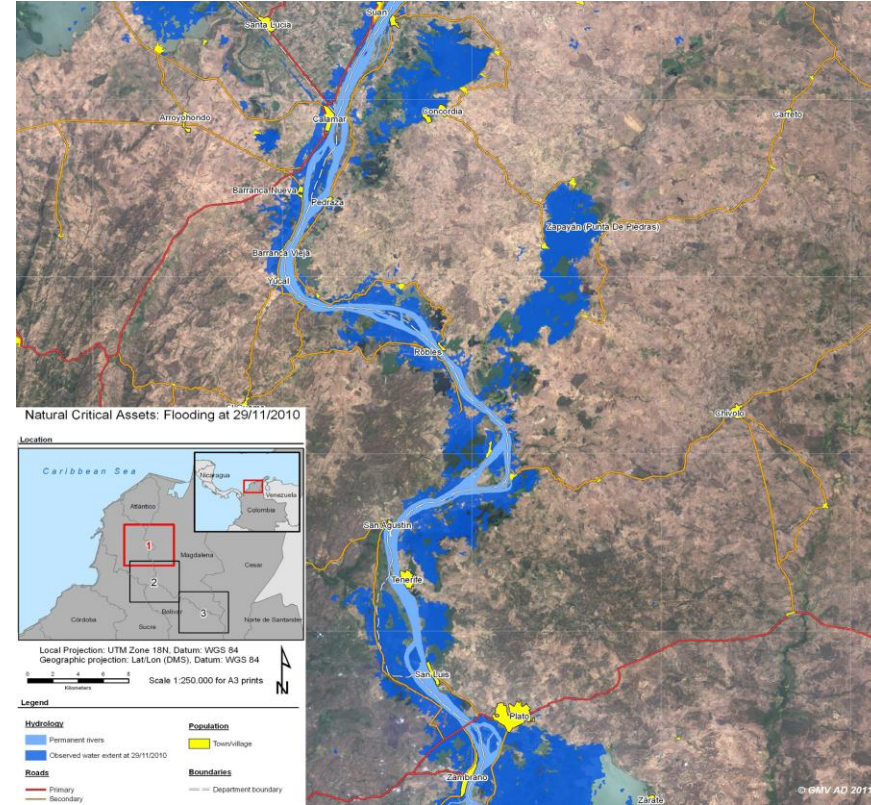 Suan
Santa Lucia
Calamar
Concordia
Arroyohondo
Carreto
Barranca Nueva
Pedraza
Zapayán (Punta De Piedras)
Barranca Vieja
Yucal
Robles
Chivolo
San Agustin
Tenerife
San Luis
Plato
Zambrano
Zárate
© GMV AD 2011
Natural Critical Assets: Flooding at 29/11/2010
Location
Caribbean Sea
Nicaragua
Venezuela
Colombia
Atlántico
1
Magdalena
Cesar
2
Bolívar
3
Córdoba
Sucre
Norte de Santander
Local Projection: UTM Zone 18N, Datum: WGS 84
Geographic projection: Lat/Lon (DMS), Datum: WGS 84
0 2 4 6 8
Kilometers
Scale 1:250.000 for A3 prints
N
Legend
Hydrology
Permanent rivers
Observed water extent at 29/11/2010
Roads
Primary
Secondary
Population
Town/village
Boundaries
Department boundary